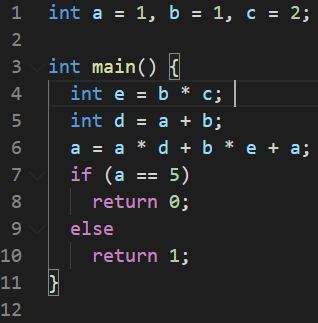 1 int a = 1, b = 1, c = 2;
2
3 int main() {
4   int e = b * c;
5   int d = a + b;
6   a = a * d + b * e + a;
7   if (a == 5)
8     return 0;
9   else
10     return 1;
11 }
12